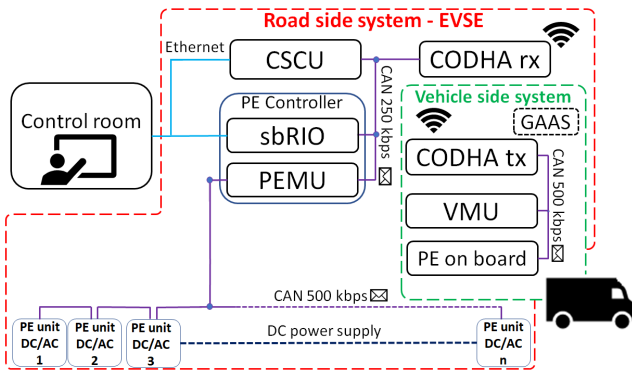 Road side system - EVSE
Ethernet
CSCU
CODHA rx
CAN 250 kbps
PE Controller
Vehicle side system
GAAS
Control room
sbRIO
CODHA tx
PEMU
CAN 500 kbps
VMU
PE on board
CAN 500 kbps
PE unit
DC/AC
1
PE unit
DC/AC
2
PE unit
DC/AC
3
DC power supply
PE unit
DC/AC
n